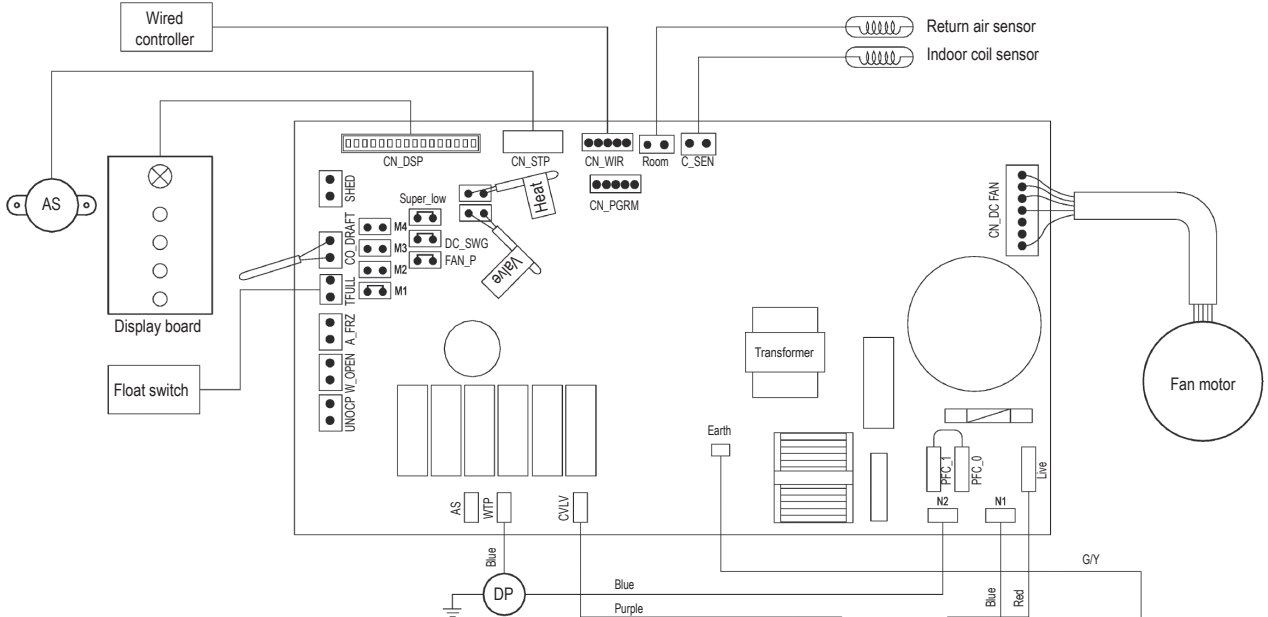 Wired
controller
Return air sensor
Indoor coil sensor
CN_DSP
CN_STP
CN_WIR
Room
C_SEN
CN_PGRM
SHED
Super_low
Heat
CN_DC FAN
AS
CO_DRAFT
M4
M3
M2
M1
DC_SWG
FAN_P
Valve
TFULL
Display board
A_FRZ
Transformer
Float switch
W_OPEN
Fan motor
UNOCP
Earth
PFC_1
PFC_0
Live
AS
WTP
CVLV
N2
N1
Blue
G/Y
DP
Blue
Purple
Blue
Red